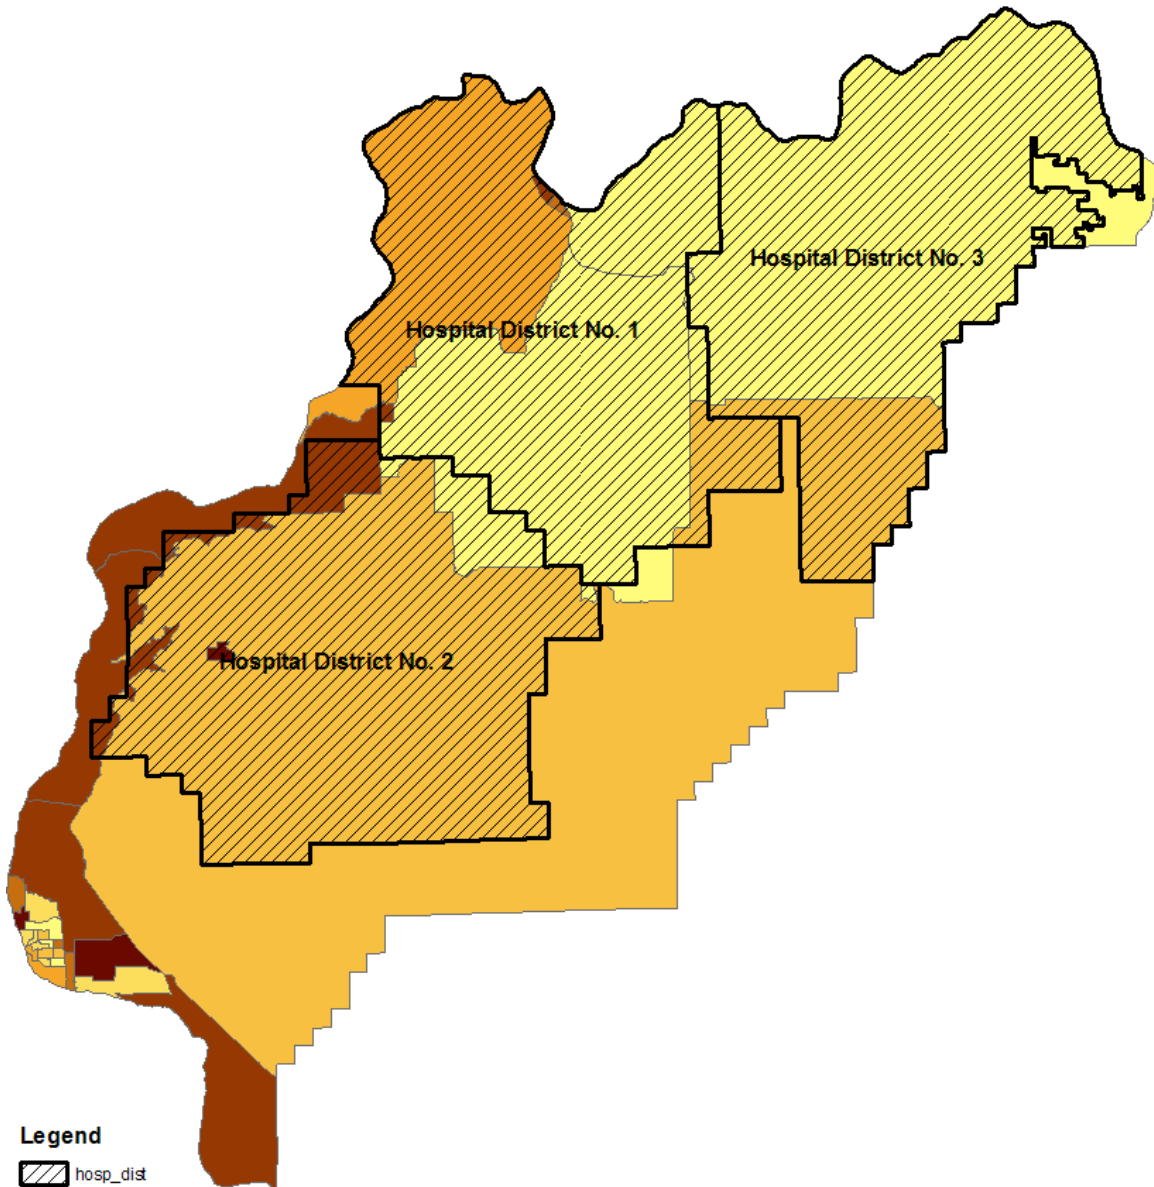 Hospital District No. 3
Hospital District No. 1
Hospital District No. 2
Legend
hosp_dist